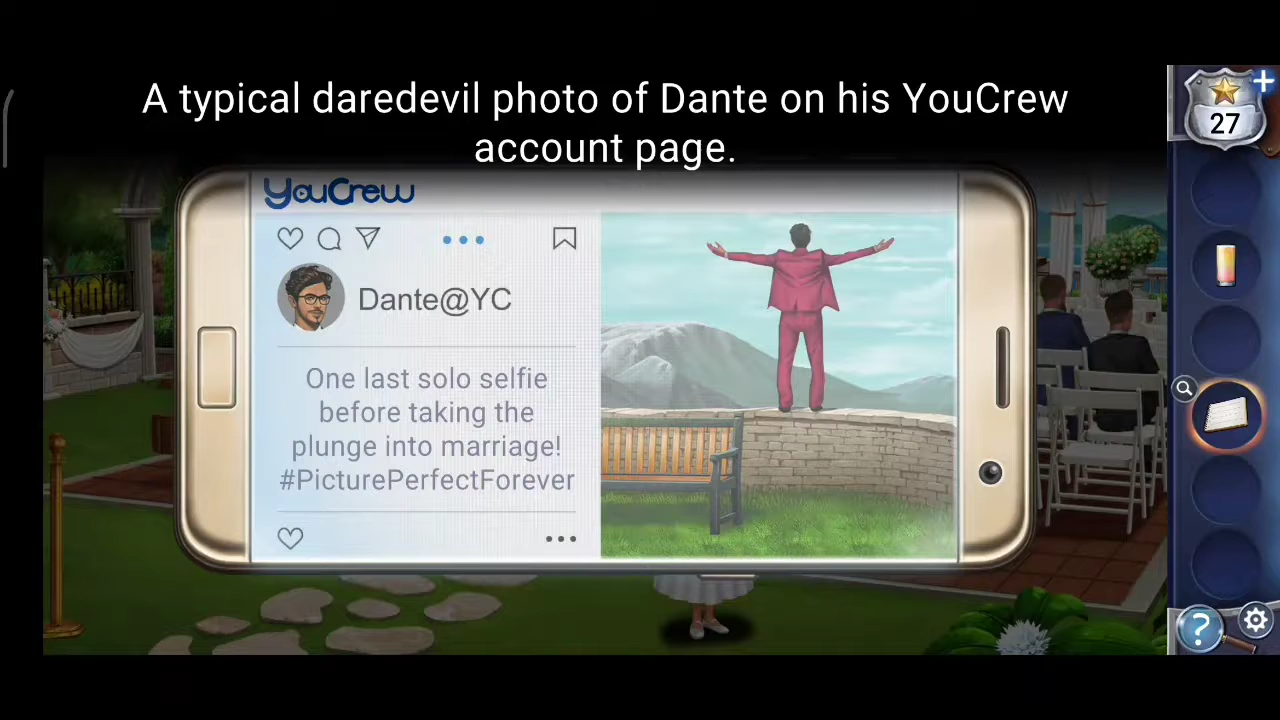 A typical daredevil photo of Dante on his YouCrew
account page.
27
YouCrew
Dante@YC
One last solo selfie
before taking the
plunge into marriage!
#PicturePerfectForever
?